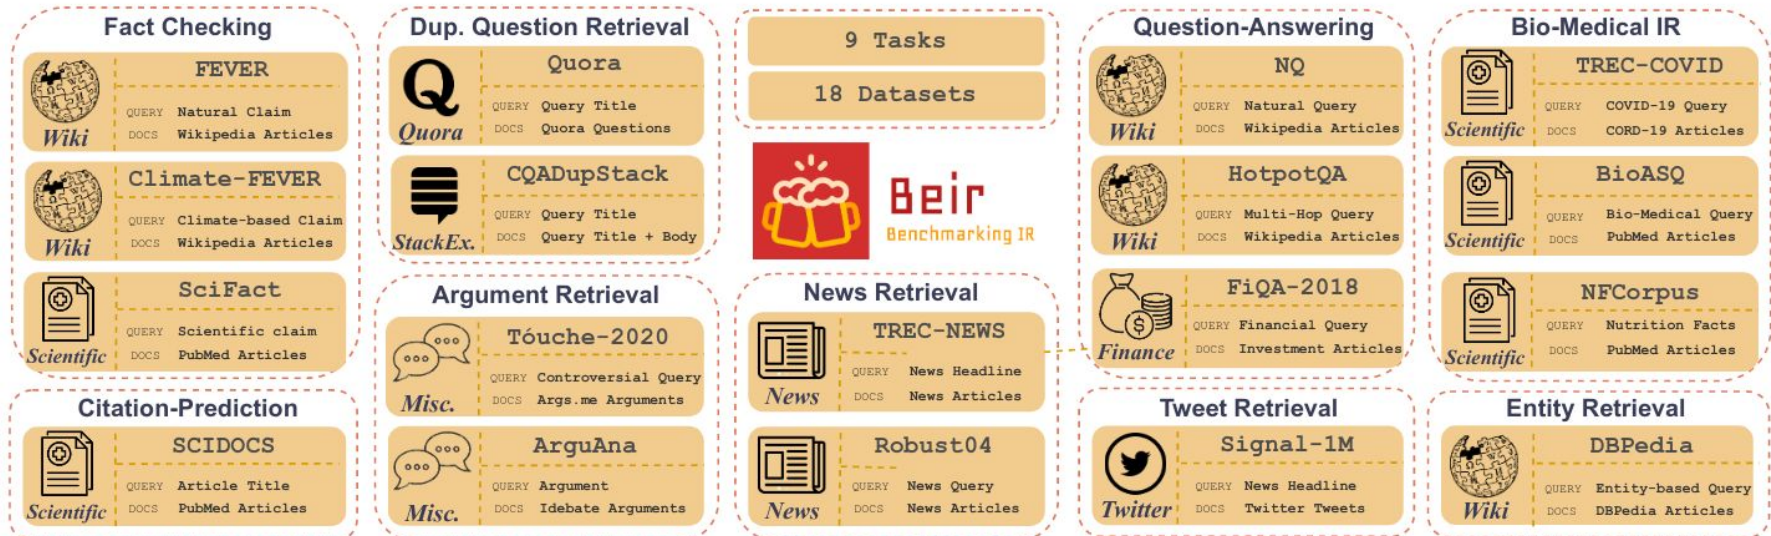 Fact Checking
FEVER
QUERY Natural Claim
DOCS Wikipedia Articles
Wiki
Climate-FEVER
QUERY Climate-based Claim
DOCS Wikipedia Articles
Wiki
SciFact
QUERY Scientific claim
DOCS PubMed Articles
Scientific
Citation-Prediction
SCIDOCS
QUERY Article Title
DOCS PubMed Articles
Scientific
Dup. Question Retrieval
Quora
QUERY Query Title
DOCS Quora Questions
Q
Quora
CQADupStack
QUERY Query Title
DOCS Query Title + Body
StackEx.
Argument Retrieval
Tóuche-2020
QUERY Controversial Query
DOCS Args.me Arguments
Misc.
ArguAna
QUERY Argument
DOCS Idebate Arguments
Misc.
9 Tasks
18 Datasets
Beir
Benchmarking IR
News Retrieval
TREC-NEWS
QUERY News Headline
DOCS News Articles
News
Robust04
QUERY News Query
DOCS News Articles
News
Question-Answering
NQ
QUERY Natural Query
DOCS Wikipedia Articles
Wiki
HotpotQA
QUERY Multi-Hop Query
DOCS Wikipedia Articles
Wiki
FiQA-2018
QUERY Financial Query
DOCS Investment Articles
$
Finance
Tweet Retrieval
Signal-1M
QUERY News Headline
DOCS Twitter Tweets
Twitter
Bio-Medical IR
TREC-COVID
QUERY COVID-19 Query
DOCS CORD-19 Articles
Scientific
BioASQ
QUERY Bio-Medical Query
DOCS PubMed Articles
Scientific
NFCorpus
QUERY Nutrition Facts
DOCS PubMed Articles
Scientific
Entity Retrieval
DBPedia
QUERY Entity-based Query
DOCS DBPedia Articles
Wiki